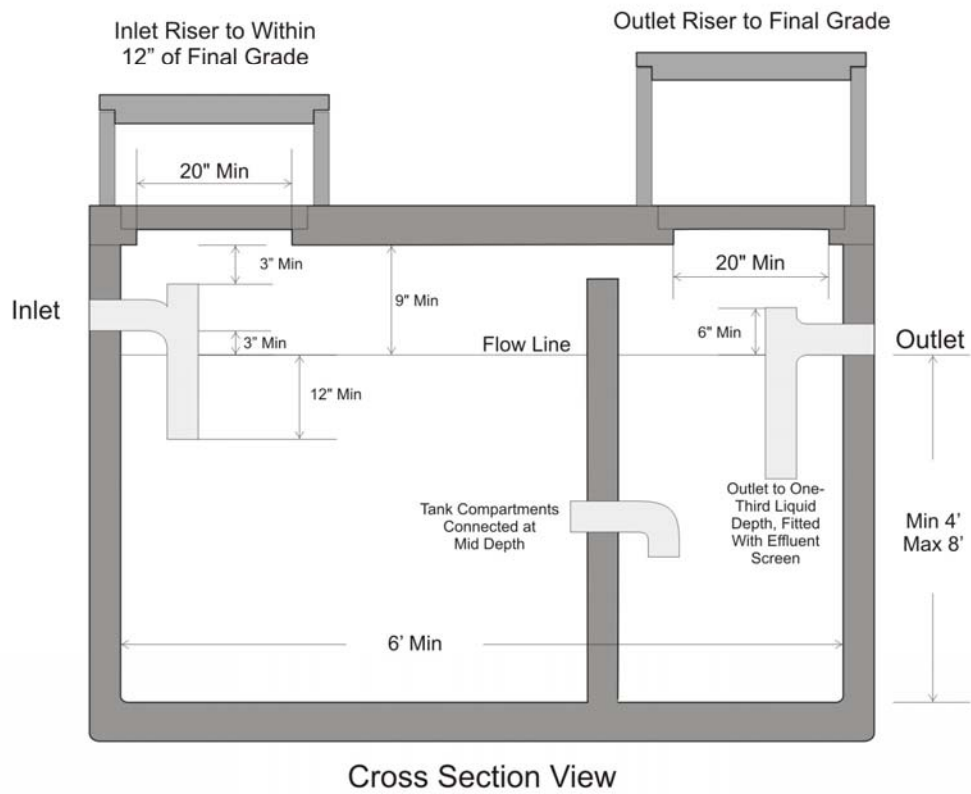 Inlet Riser to Within
12” of Final Grade
Outlet Riser to Final Grade
20" Min
3” Min
9" Min
20" Min
Inlet
3” Min
Flow Line
6" Min
Outlet
12" Min
Tank Compartments
Connected at
Mid Depth
Outlet to One-
Third Liquid
Depth, Fitted
With Effluent
Screen
Min 4’
Max 8’
6’ Min
Cross Section View